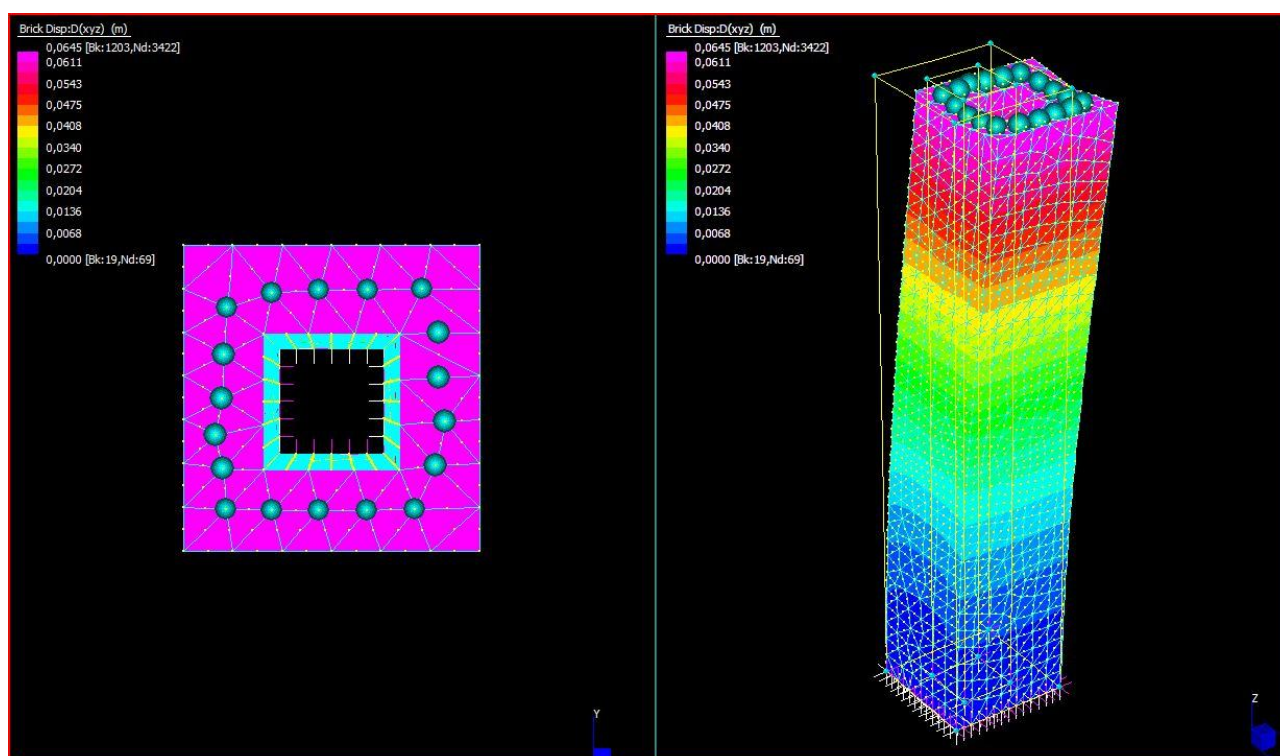 Brick Disp:D(xyz) (m)
0,0645 [Bk:1203,Nd:3422]
0,0611
0,0543
0,0475
0,0408
0,0340
0,0272
0,0204
0,0136
0,0068
0,0000 [Bk:19,Nd:69]
Y
Brick Disp:D(xyz) (m)
0,0645 [Bk:1203,Nd:3422]
0,0611
0,0543
0,0475
0,0408
0,0340
0,0272
0,0204
0,0136
0,0068
0,0000 [Bk:19,Nd:69]
Z